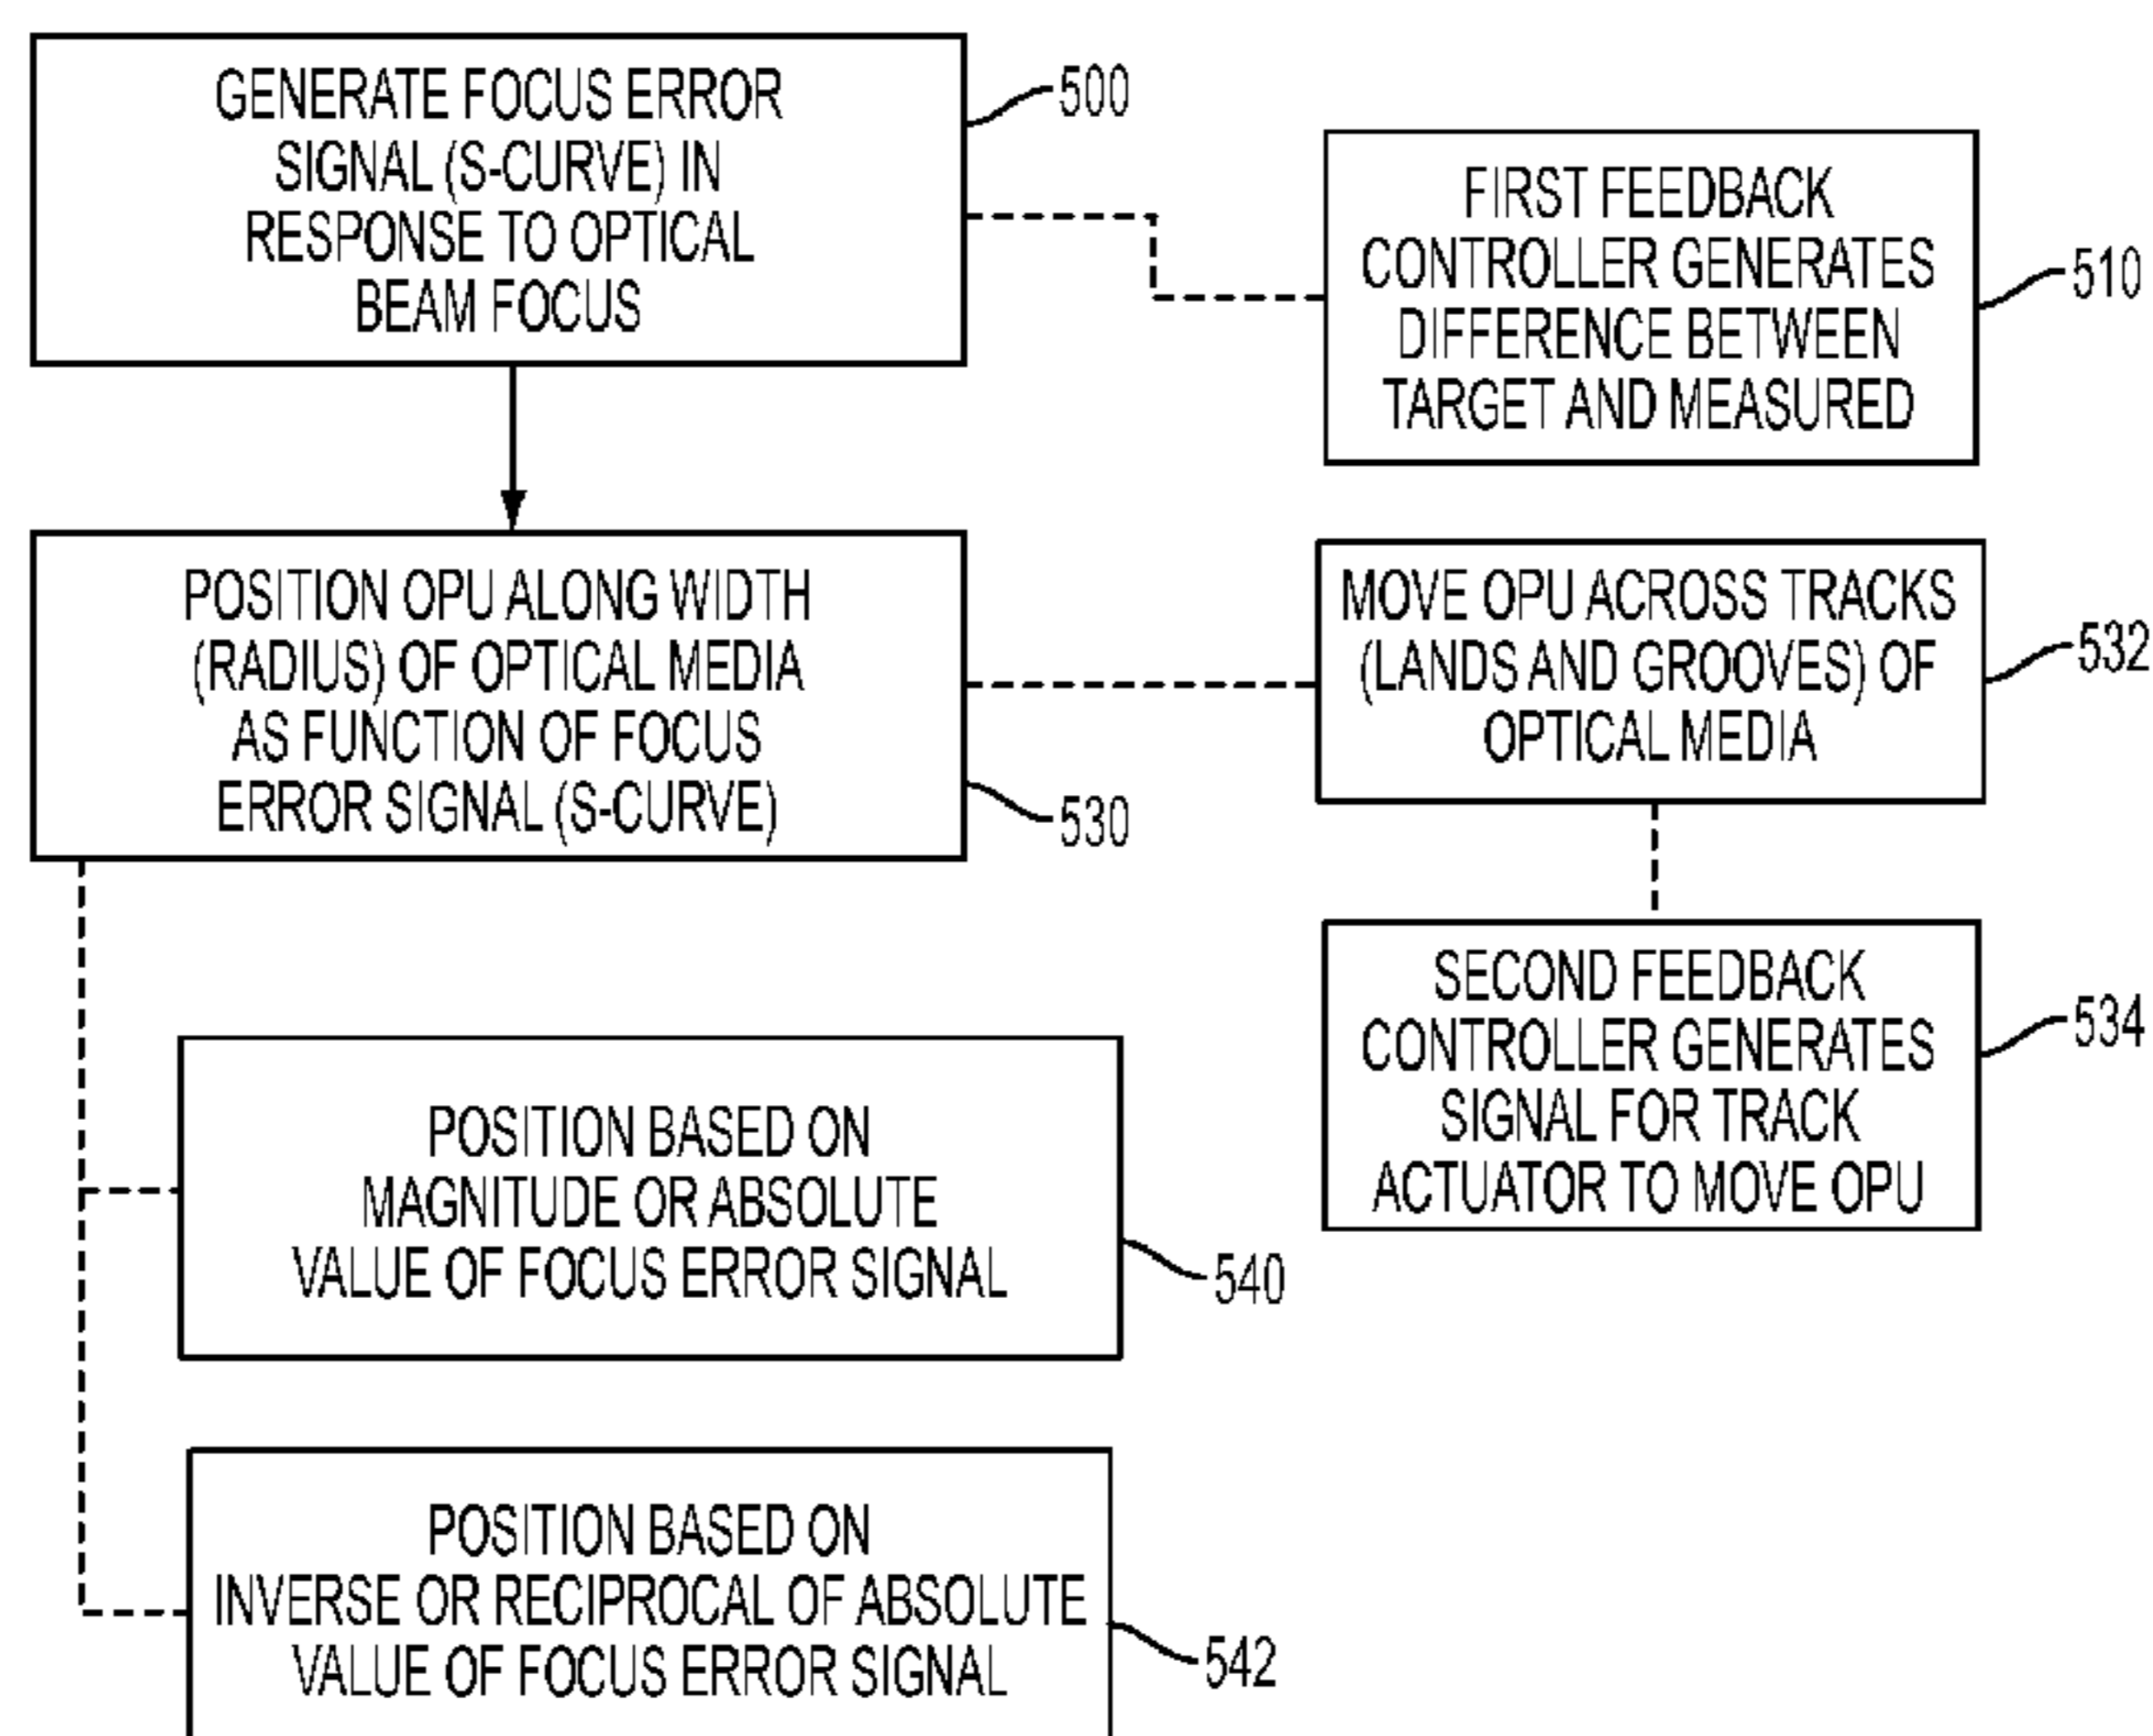 GENERATE FOCUS ERROR
SIGNAL (S-CURVE) IN
RESPONSE TO OPTICAL
BEAM FOCUS
500
FIRST FEEDBACK
CONTROLLER GENERATES
DIFFERENCE BETWEEN
TARGET AND MEASURED
510
POSITION OPU ALONG WIDTH
(RADIUS) OF OPTICAL MEDIA
AS FUNCTION OF FOCUS
ERROR SIGNAL (S-CURVE)
530
MOVE OPU ACROSS TRACKS
(LANDS AND GROOVES) OF
OPTICAL MEDIA
532
SECOND FEEDBACK
CONTROLLER GENERATES
SIGNAL FOR TRACK
ACTUATOR TO MOVE OPU
534
POSITION BASED ON
MAGNITUDE OR ABSOLUTE
VALUE OF FOCUS ERROR SIGNAL
540
POSITION BASED ON
INVERSE OR RECIPROCAL OF ABSOLUTE
VALUE OF FOCUS ERROR SIGNAL
542